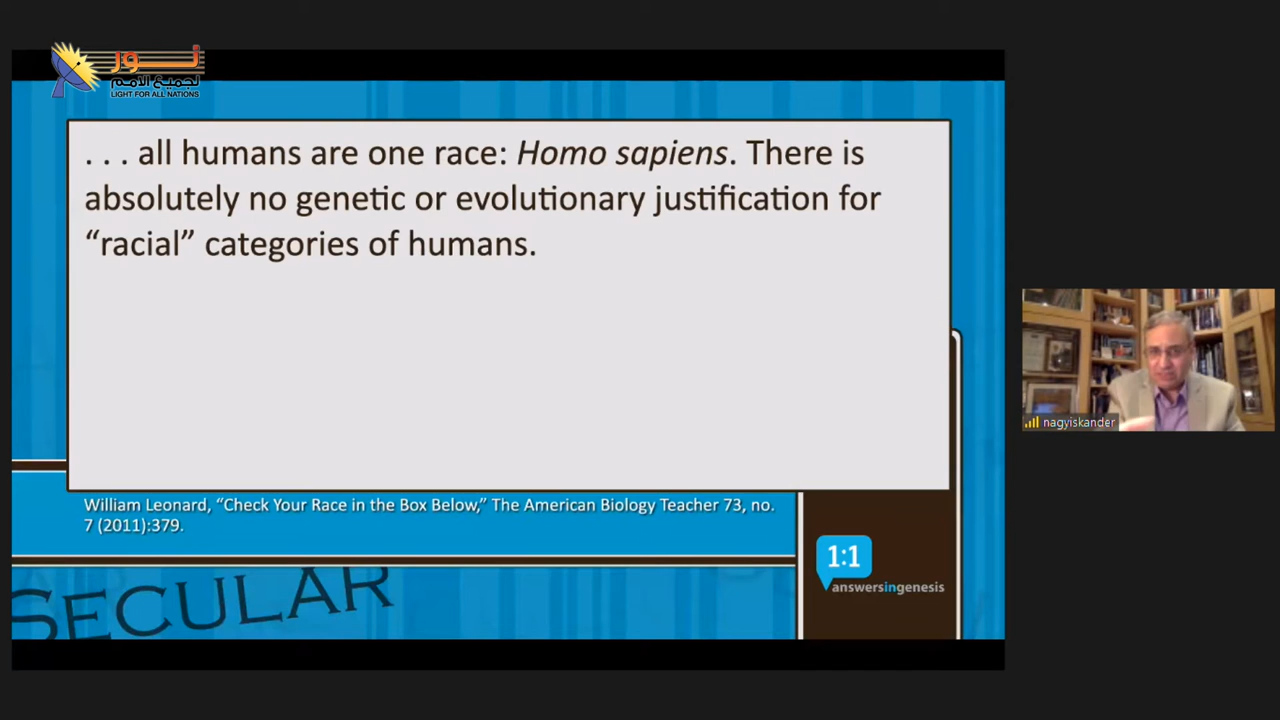 نور
لجميع الامم
LIGHT FOR ALL NATIONS
. . . all humans are one race: Homo sapiens. There is
absolutely no genetic or evolutionary justification for
“racial” categories of humans.
William Leonard, “Check Your Race in the Box Below,” The American Biology Teacher 73, no.
7 (2011):379.
SECULAR
1:1
answersingenesis
nagyiskander